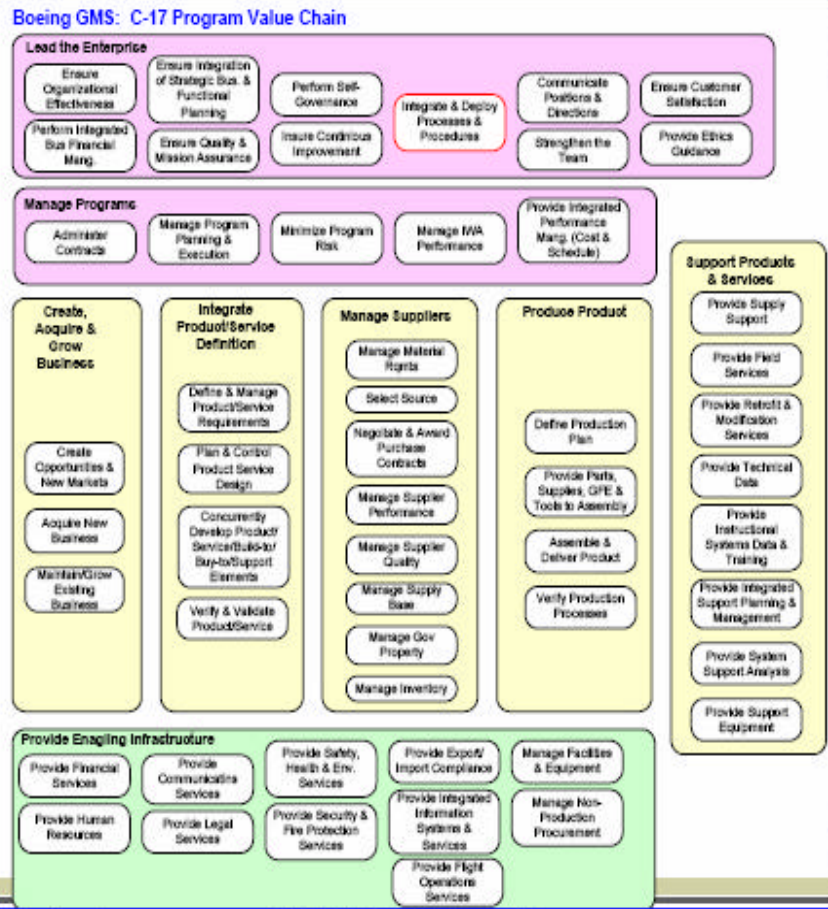 Boeing GMS: C-17 Program Value Chain
Lead the Enterprise
Ensure
Organizational
Effectiveness
Ensure Integration
of Strategic Bus. &
Functional
Planning
Perform Self-
Governance
Integrate & Deploy
Processes &
Procedures
Communicate
Positions &
Directions
Ensure Customer
Satisfaction
Perform Integrated
Bus Financial
Mang.
Ensure Quality &
Mission Assurance
Insure Continious
Improvement
Strengthen the
Team
Provide Ethics
Guidance
Manage Programs
Administer
Contracts
Manage Program
Planning &
Execution
Minimize Program
Risk
Manage IWA
Performance
Provide Integrated
Performance
Mang. (Cost &
Schedule)
Create,
Acquire &
Grow
Business
Create
Opportunities &
New Markets
Acquire New
Business
Maintain/Grow
Existing
Business
Integrate
Product/Service
Definition
Define & Manage
Product/Service
Requirements
Plan & Control
Product Service
Design
Concurrently
Develop Product/
Service/Build-to/
Buy-to/Support
Elements
Verify & Validate
Product/Service
Manage Suppliers
Manage Material
Rqmts
Select Source
Negotiate & Award
Purchase
Contracts
Manage Supplier
Performance
Manage Supplier
Quality
Manage Supply
Base
Manage Gov
Property
Manage Inventory
Produce Product
Define Production
Plan
Provide Parts,
Supplies, GFE &
Tools to Assembly
Assemble &
Deliver Product
Verify Production
Processes
Support Products
& Services
Provide Supply
Support
Provide Field
Services
Provide Retrofit &
Modification
Services
Provide Technical
Data
Provide
Instructional
Systems Data &
Training
Provide Integrated
Support Planning &
Management
Provide System
Support Analysis
Provide Support
Equipment
Provide Enagling Infrastructure
Provide Financial
Services
Provide
Communicatins
Services
Provide Safety,
Health & Env.
Services
Provide Export/
Import Compliance
Manage Facilities
& Equipment
Provide Human
Resources
Provide Legal
Services
Provide Security &
Fire Protection
Services
Provide Integrated
Information
Systems &
Services
Manage Non-
Production
Procurement
Provide Flight
Operations
Services